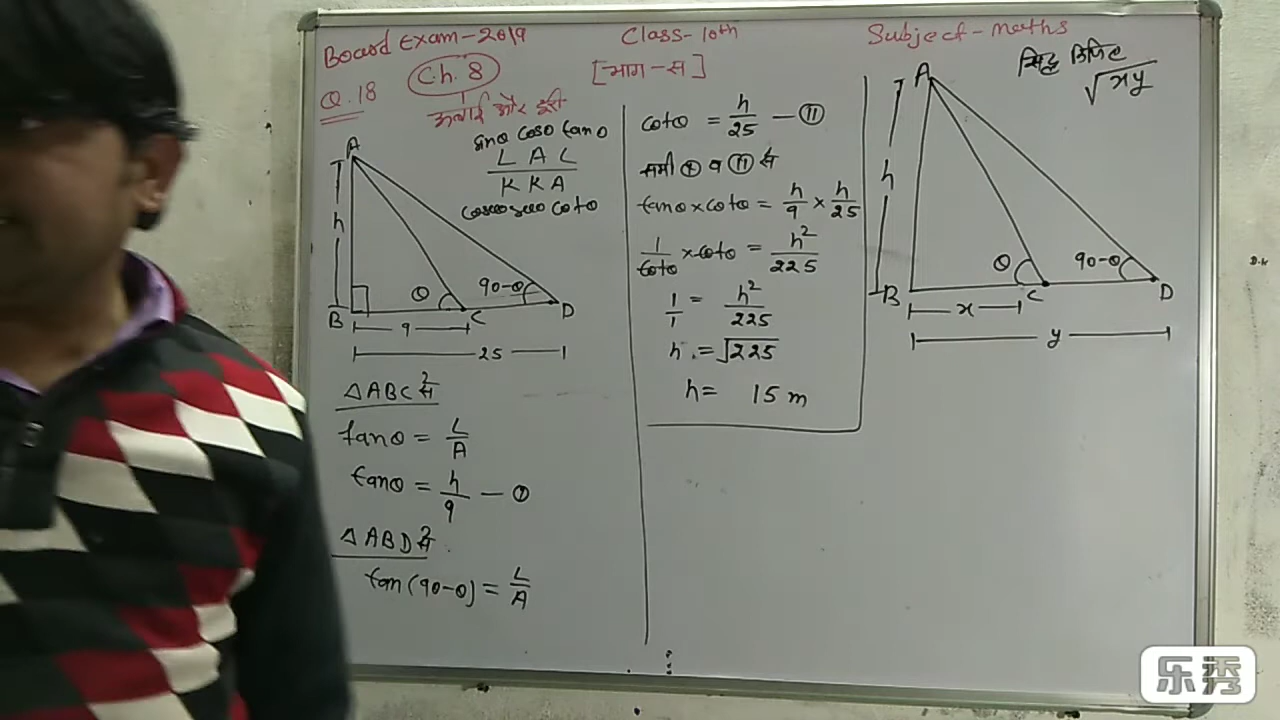 Board Exam-2019
Class-10th
Subject-maths
Ch. 8
[भाग-स]
Q.18
ऊंचाई और दूरी
sinθ cosθ tanθ
L A L
K K A
cosecθ secθ cotθ
A
h
B
θ
C
90-θ
D
9
25
△ABC में
tanθ = L/A
tanθ = h/9 — ①
△ABD में
tan(90-θ) = L/A
cotθ = h/25 — ⑪
समी ① व ⑪ से
tanθ×cotθ = h/9 × h/25
1/cotθ ×cotθ = h²/225
1/1 = h²/225
h = √225
h = 15 m
सिद्ध कीजिए
√xy
A
h
B
θ
C
90-θ
D
x
y
乐秀